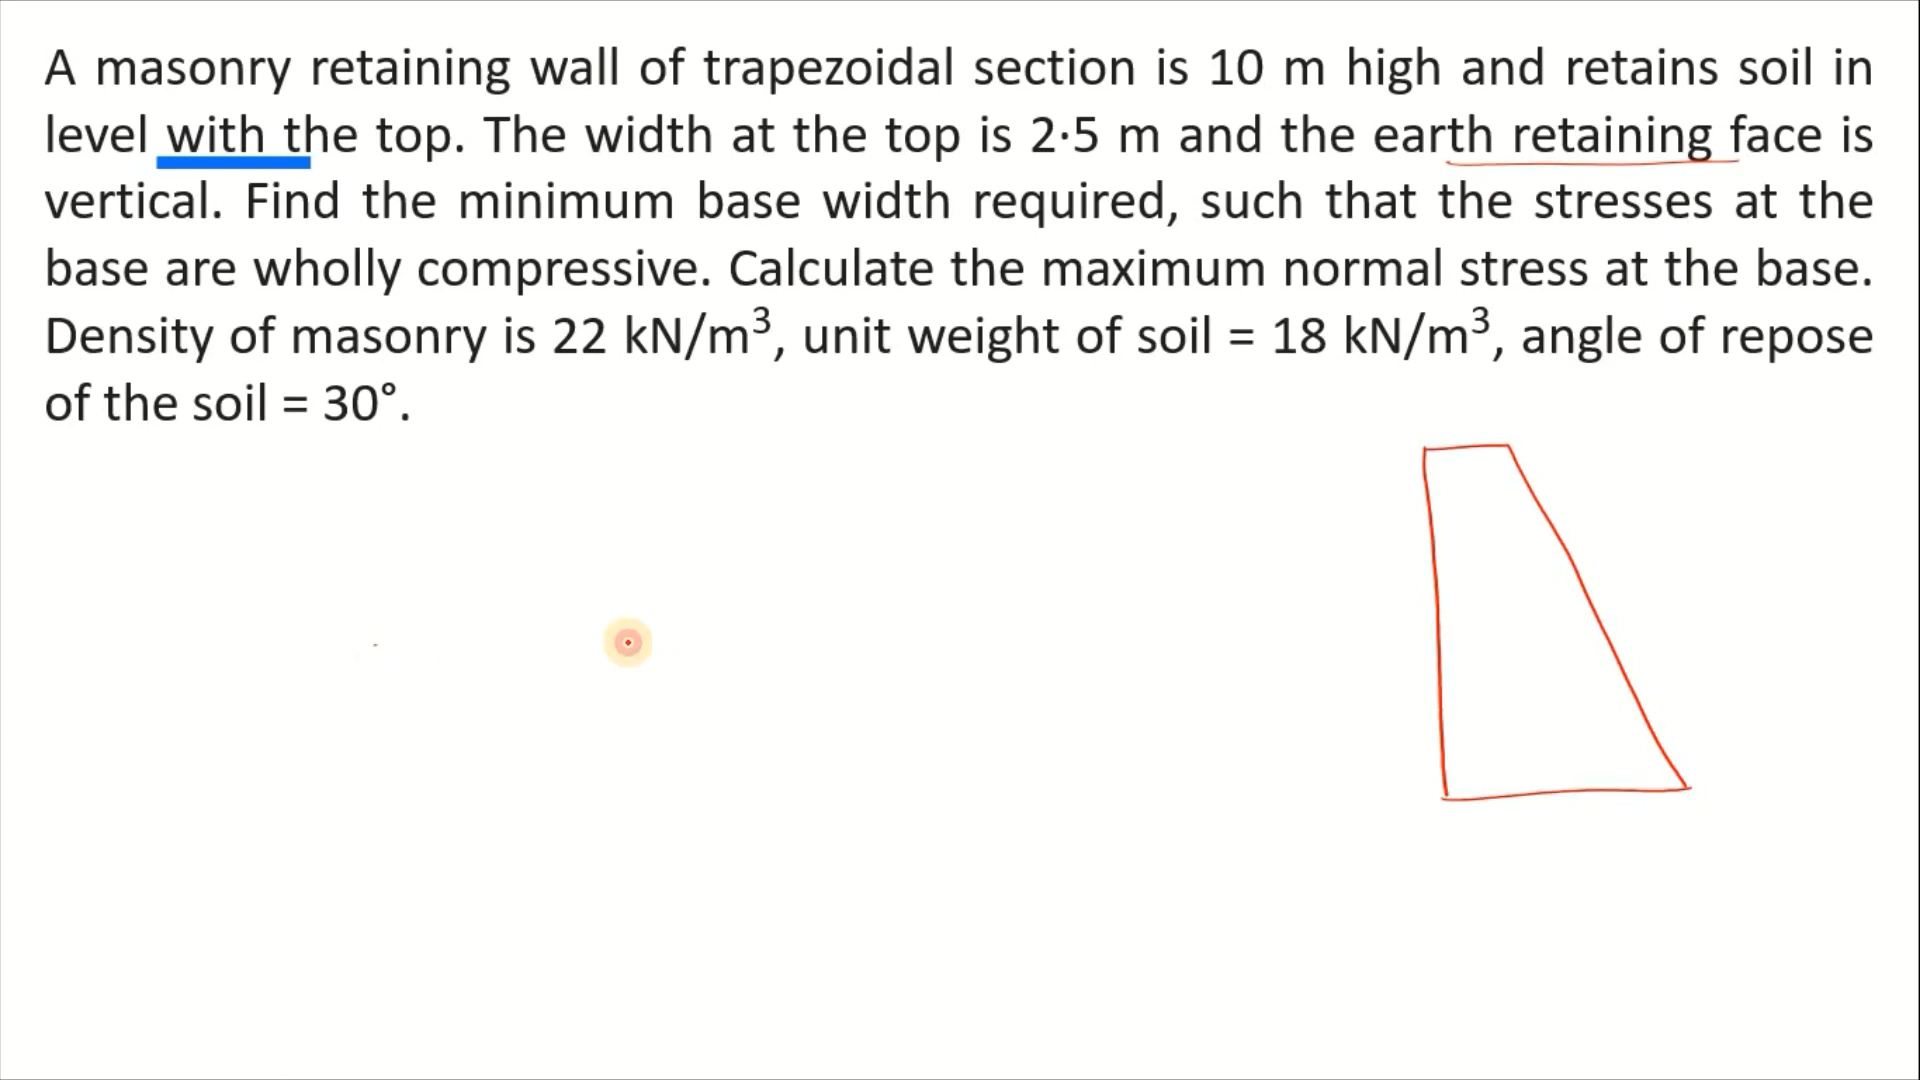 A masonry retaining wall of trapezoidal section is 10 m high and retains soil in
level with the top. The width at the top is 2·5 m and the earth retaining face is
vertical. Find the minimum base width required, such that the stresses at the
base are wholly compressive. Calculate the maximum normal stress at the base.
Density of masonry is 22 kN/m³, unit weight of soil = 18 kN/m³, angle of repose
of the soil = 30°.